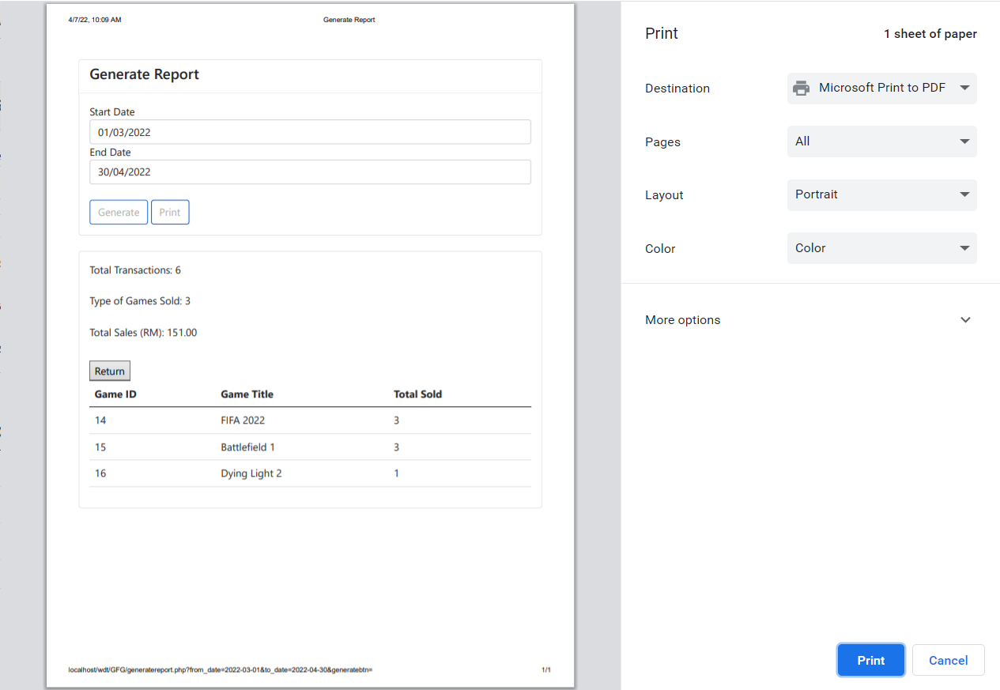 4/7/22, 10:09 AM Generate Report
Generate Report
Start Date
01/03/2022
End Date
30/04/2022
Generate Print
Total Transactions: 6
Type of Games Sold: 3
Total Sales (RM): 151.00
Return
Game ID Game Title Total Sold
14 FIFA 2022 3
15 Battlefield 1 3
16 Dying Light 2 1
localhost/wdt/GFG/generatereport.php?from_date=2022-03-01&to_date=2022-04-30&generatebtn= 1/1
Print 1 sheet of paper
Destination Microsoft Print to PDF
Pages All
Layout Portrait
Color Color
More options
Print Cancel